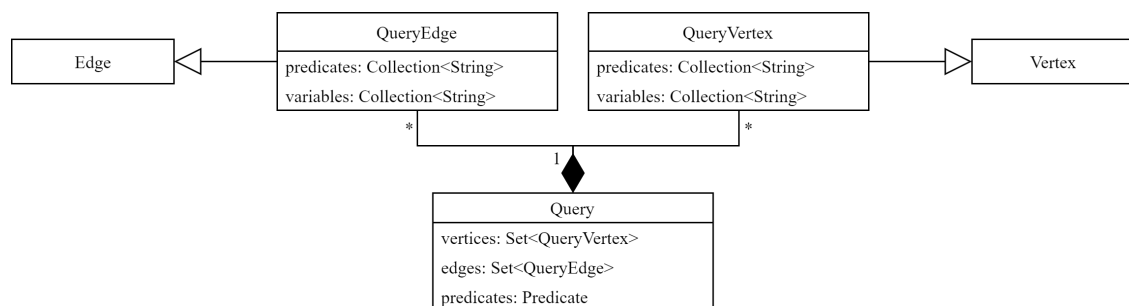 QueryEdge
QueryVertex
Edge
Vertex
predicates: Collection<String>
variables: Collection<String>
predicates: Collection<String>
variables: Collection<String>
*
*
1
Query
vertices: Set<QueryVertex>
edges: Set<QueryEdge>
predicates: Predicate